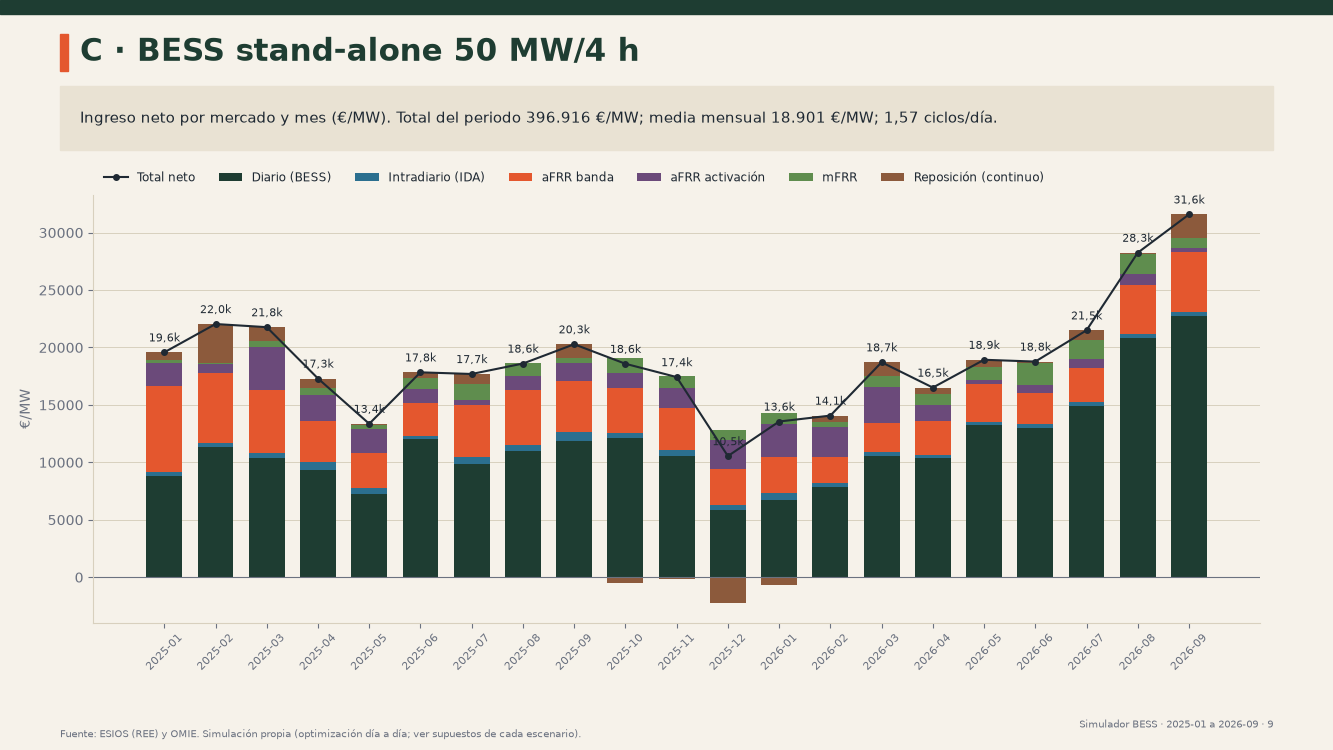 C · BESS stand-alone 50 MW/4 h
Ingreso neto por mercado y mes (€/MW). Total del periodo 396.916 €/MW; media mensual 18.901 €/MW; 1,57 ciclos/día.
Total neto Diario (BESS) Intradiario (IDA) aFRR banda aFRR activación mFRR Reposición (continuo)
€/MW
30000
25000
20000
15000
10000
5000
0
19,6k
22,0k
21,8k
17,3k
13,4k
17,8k
17,7k
18,6k
20,3k
18,6k
17,4k
10,5k
13,6k
14,1k
18,7k
16,5k
18,9k
18,8k
21,5k
28,3k
31,6k
2025-01
2025-02
2025-03
2025-04
2025-05
2025-06
2025-07
2025-08
2025-09
2025-10
2025-11
2025-12
2026-01
2026-02
2026-03
2026-04
2026-05
2026-06
2026-07
2026-08
2026-09
Simulador BESS · 2025-01 a 2026-09 · 9
Fuente: ESIOS (REE) y OMIE. Simulación propia (optimización día a día; ver supuestos de cada escenario).